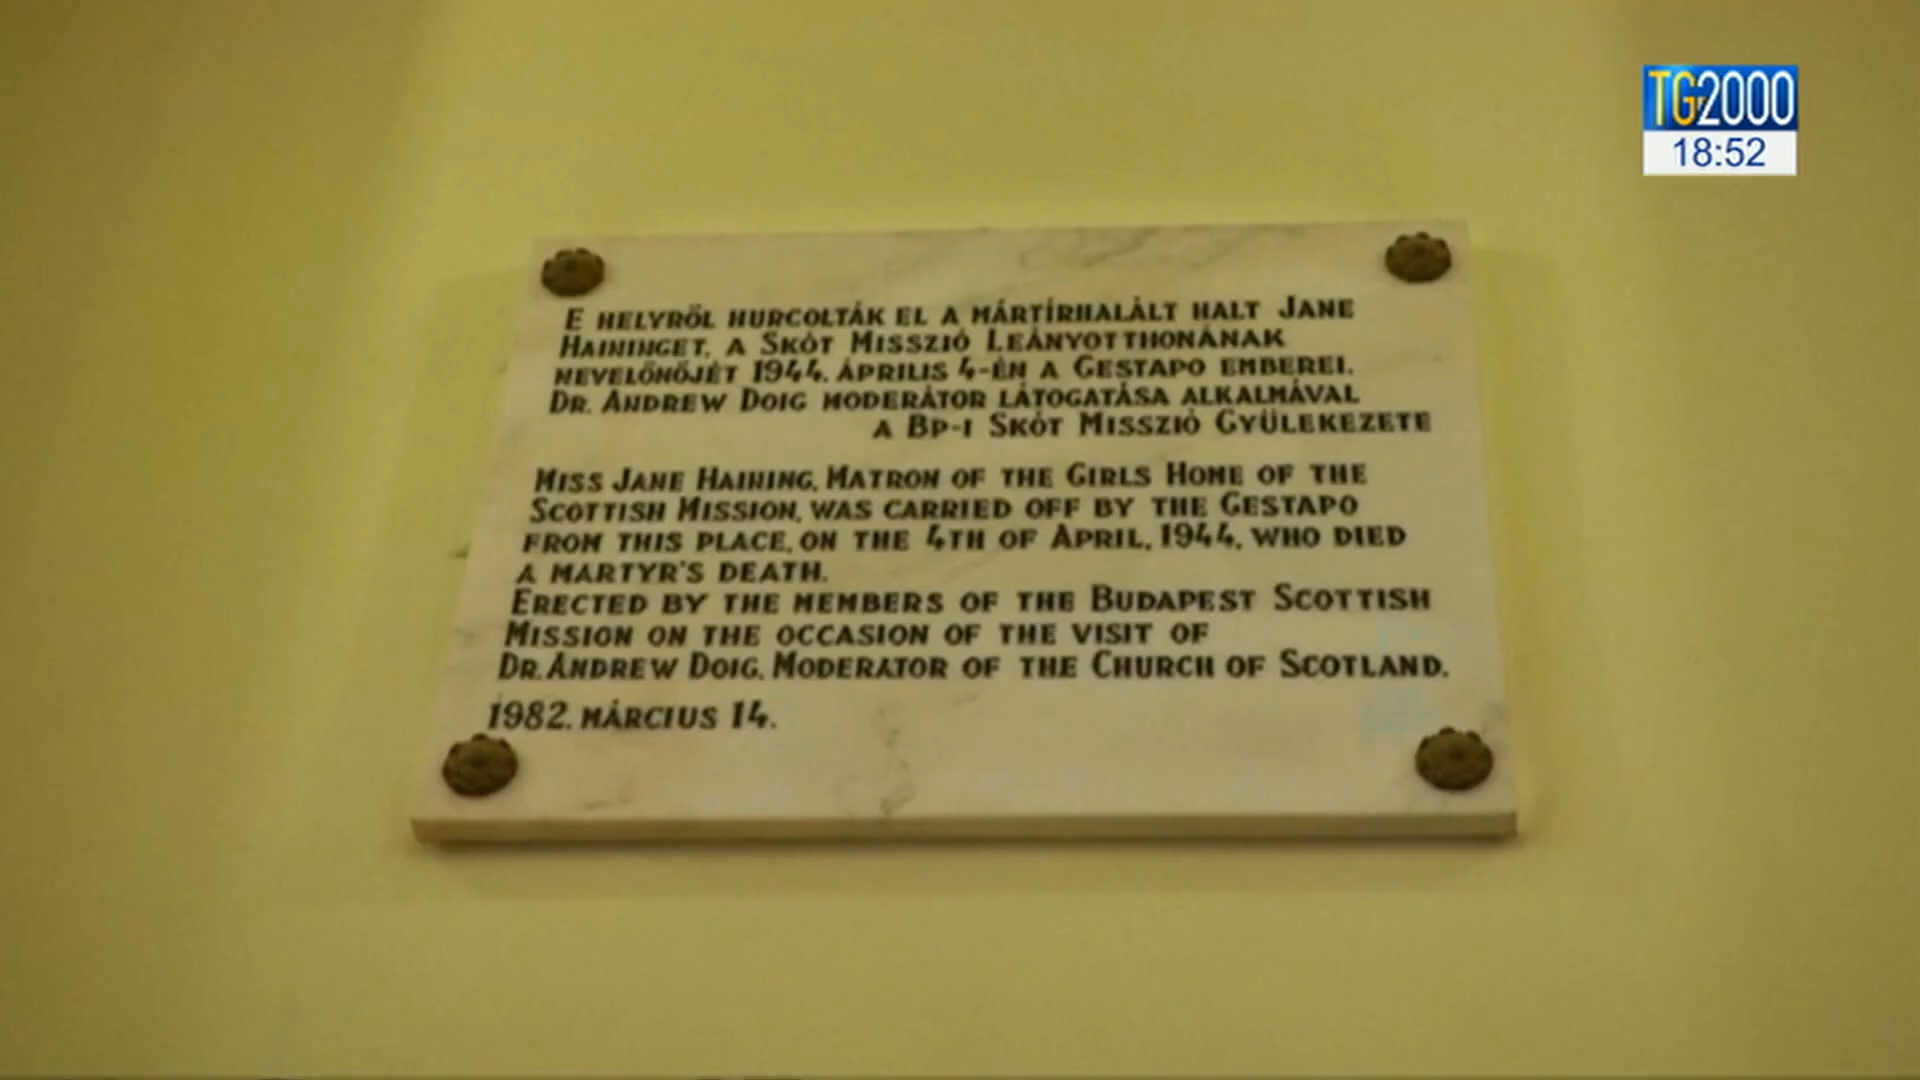 TG2000
18:52
E HELYRŐL HURCOLTÁK EL A MÁRTÍRHALÁLT HALT JANE
HAININGET, A SKÓT MISSZIÓ LEÁNYOTTHONÁNAK
NEVELŐNŐJÉT 1944. ÁPRILIS 4-ÉN A GESTAPO EMBEREI.
DR. ANDREW DOIG MODERÁTOR LÁTOGATÁSA ALKALMÁVAL
A BP-I SKÓT MISSZIÓ GYÜLEKEZETE
MISS JANE HAINING, MATRON OF THE GIRLS HOME OF THE
SCOTTISH MISSION, WAS CARRIED OFF BY THE GESTAPO
FROM THIS PLACE, ON THE 4TH OF APRIL, 1944, WHO DIED
A MARTYR'S DEATH.
ERECTED BY THE MEMBERS OF THE BUDAPEST SCOTTISH
MISSION ON THE OCCASION OF THE VISIT OF
DR. ANDREW DOIG, MODERATOR OF THE CHURCH OF SCOTLAND.
1982. MÁRCIUS 14.